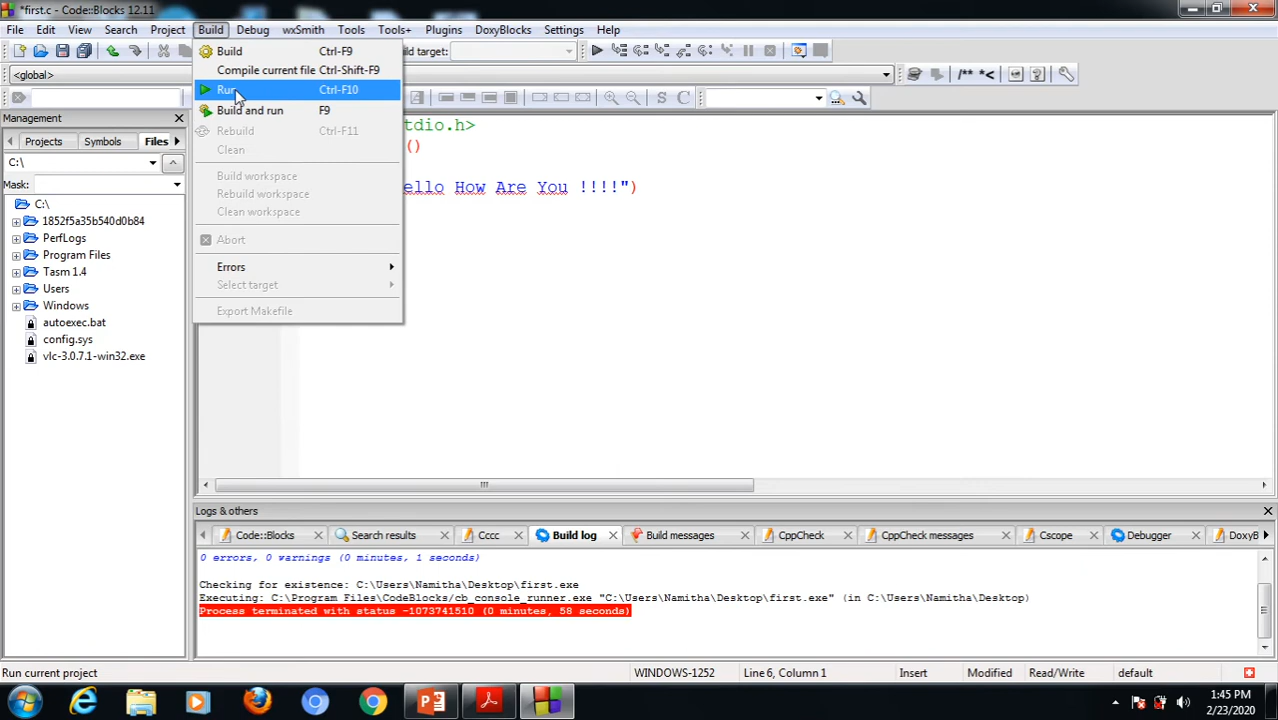 *first.c - Code::Blocks 12.11
File Edit View Search Project Build Debug wxSmith Tools Tools+ Plugins DoxyBlocks Settings Help
Build Ctrl-F9
Build target:
Compile current file Ctrl-Shift-F9
<global>
/** *<
Run Ctrl-F10
S C
Build and run F9
Rebuild Ctrl-F11
Clean
Build workspace
Rebuild workspace
Clean workspace
Abort
Errors
Select target
Export Makefile
Management
Projects Symbols Files
C:\
Mask:
C:\
1852f5a35b540d0b84
PerfLogs
Program Files
Tasm 1.4
Users
Windows
autoexec.bat
config.sys
vlc-3.0.7.1-win32.exe
tdio.h>
()
ello How Are You !!!!")
Logs & others
Code::Blocks Search results Cccc Build log Build messages CppCheck CppCheck messages Cscope Debugger DoxyB
0 errors, 0 warnings (0 minutes, 1 seconds)
Checking for existence: C:\Users\Namitha\Desktop\first.exe
Executing: C:\Program Files\CodeBlocks/cb_console_runner.exe "C:\Users\Namitha\Desktop\first.exe" (in C:\Users\Namitha\Desktop)
Process terminated with status -1073741510 (0 minutes, 58 seconds)
Run current project WINDOWS-1252 Line 6, Column 1 Insert Modified Read/Write default
1:45 PM
2/23/2020